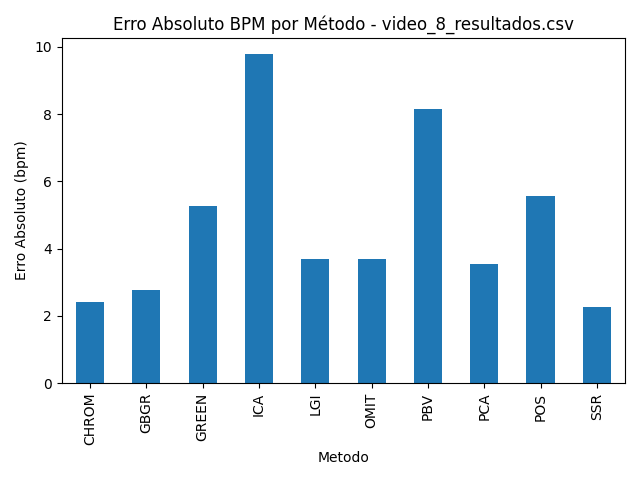 Erro Absoluto BPM por Método - video_8_resultados.csv
Erro Absoluto (bpm)
10
8
6
4
2
0
CHROM
GBGR
GREEN
ICA
LGI
OMIT
PBV
PCA
POS
SSR
Metodo